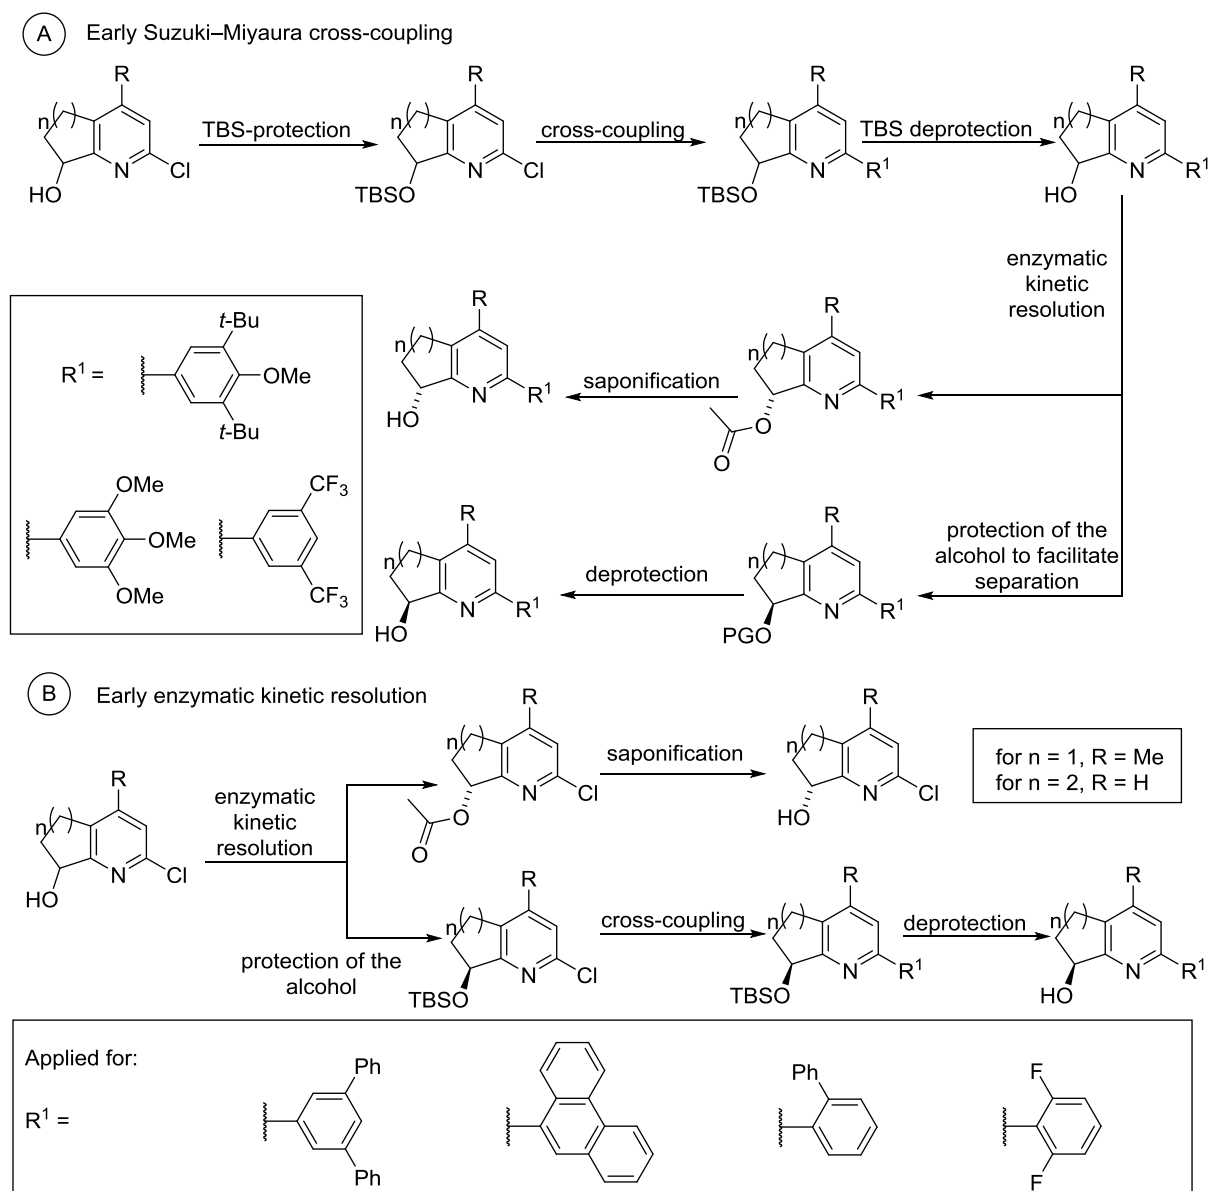 A Early Suzuki–Miyaura cross-coupling
R
n
N
Cl
HO
TBS-protection
R
n
N
Cl
TBSO
cross-coupling
R
n
N
R1
TBSO
TBS deprotection
R
n
N
R1
HO
enzymatic
kinetic
resolution
R1 =
t-Bu
OMe
t-Bu
OMe
OMe
OMe
CF3
CF3
R
n
N
R1
HO
saponification
R
n
N
R1
O
O
R
n
N
R1
HO
deprotection
R
n
N
R1
PGO
protection of the
alcohol to facilitate
separation
B Early enzymatic kinetic resolution
R
n
N
Cl
HO
enzymatic
kinetic
resolution
R
n
N
Cl
O
O
saponification
R
n
N
Cl
HO
for n = 1, R = Me
for n = 2, R = H
protection of the
alcohol
R
n
N
Cl
TBSO
cross-coupling
R
n
N
R1
TBSO
deprotection
R
n
N
R1
HO
Applied for:
R1 =
Ph
Ph
Ph
F
F